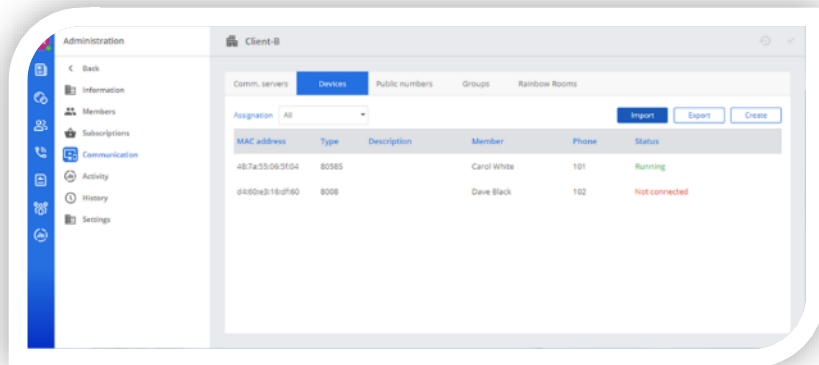 Administration
Client-B
Back
Information
Members
Subscriptions
Communication
Activity
History
Settings
Comm. servers Devices Public numbers Groups Rainbow Rooms
Assignation All
Import Export Create
MAC address Type Description Member Phone Status
48:7a:55:06:5f:04 8058S Carol White 101 Running
d4:60:e3:18:df:60 8008 Dave Black 102 Not connected